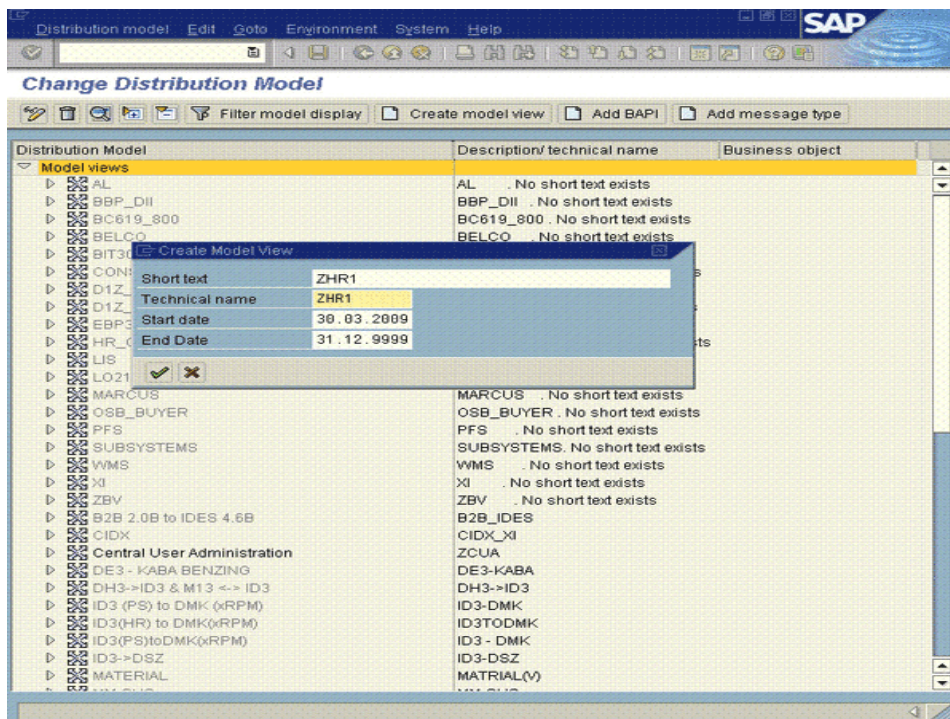 Distribution model Edit Goto Environment System Help
SAP
Change Distribution Model
Filter model display Create model view Add BAPI Add message type
Distribution Model Description/ technical name Business object
Model views
AL AL . No short text exists
BBP_DII BBP_DII . No short text exists
BC619_800 BC619_800 . No short text exists
BELCO BELCO . No short text exists
BIT30 Create Model View
CON Short text ZHR1 s
D1Z_ Technical name ZHR1
D1Z_ Start date 30.03.2009
EBP3
HR_ End Date 31.12.9999 ts
LIS
LO21
MARCUS MARCUS . No short text exists
OSB_BUYER OSB_BUYER . No short text exists
PFS PFS . No short text exists
SUBSYSTEMS SUBSYSTEMS. No short text exists
WMS WMS . No short text exists
XI XI . No short text exists
ZBV ZBV . No short text exists
B2B 2.0B to IDES 4.6B B2B_IDES
CIDX CIDX_XI
Central User Administration ZCUA
DE3 - KABA BENZING DE3-KABA
DH3->ID3 & M13 <-> ID3 DH3->ID3
ID3 (PS) to DMK (xRPM) ID3-DMK
ID3(HR) to DMK(xRPM) ID3TODMK
ID3(PS)toDMK(xRPM) ID3 - DMK
ID3->DSZ ID3-DSZ
MATERIAL MATRIAL(V)